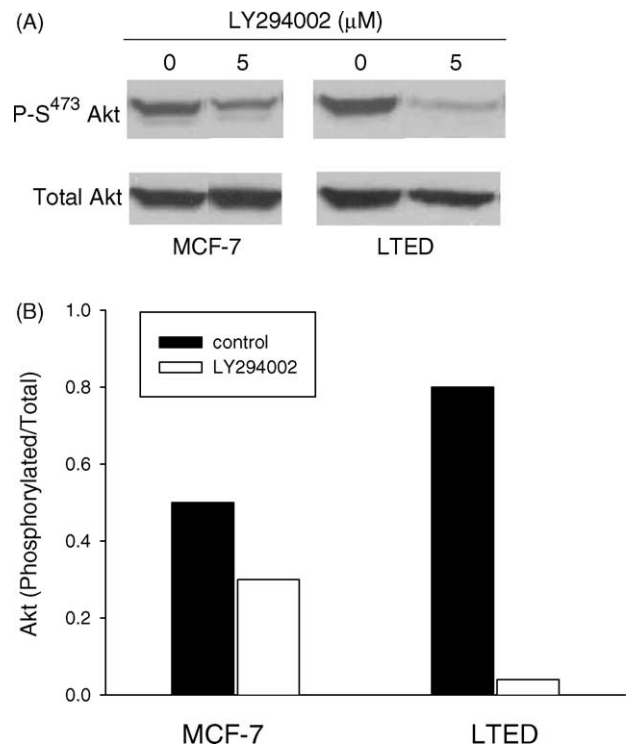 (A)
LY294002 (μM)
0 5 0 5
P-S473 Akt
Total Akt
MCF-7 LTED
(B)
1.0
control
LY294002
0.8
0.6
0.4
0.2
0.0
Akt (Phosphorylated/Total)
MCF-7 LTED